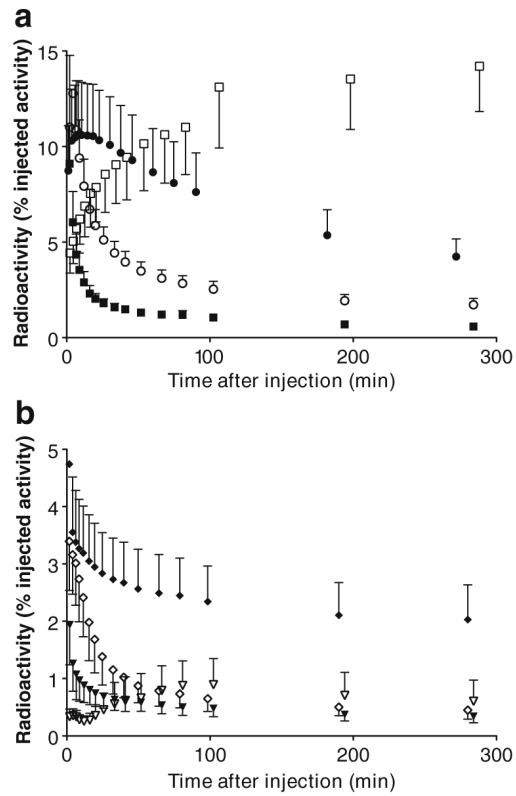 a
15
10
5
0
0 100 200 300
Radioactivity (% injected activity)
Time after injection (min)
b
5
4
3
2
1
0
0 100 200 300
Radioactivity (% injected activity)
Time after injection (min)